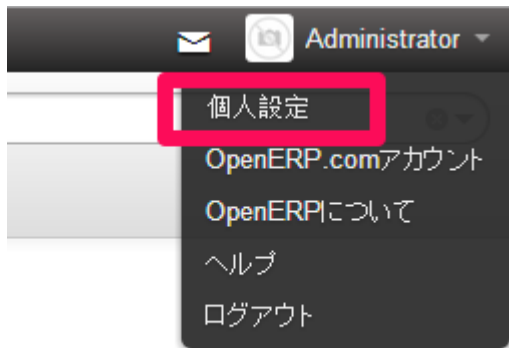 Administrator
個人設定
OpenERP.comアカウント
OpenERPについて
ヘルプ
ログアウト